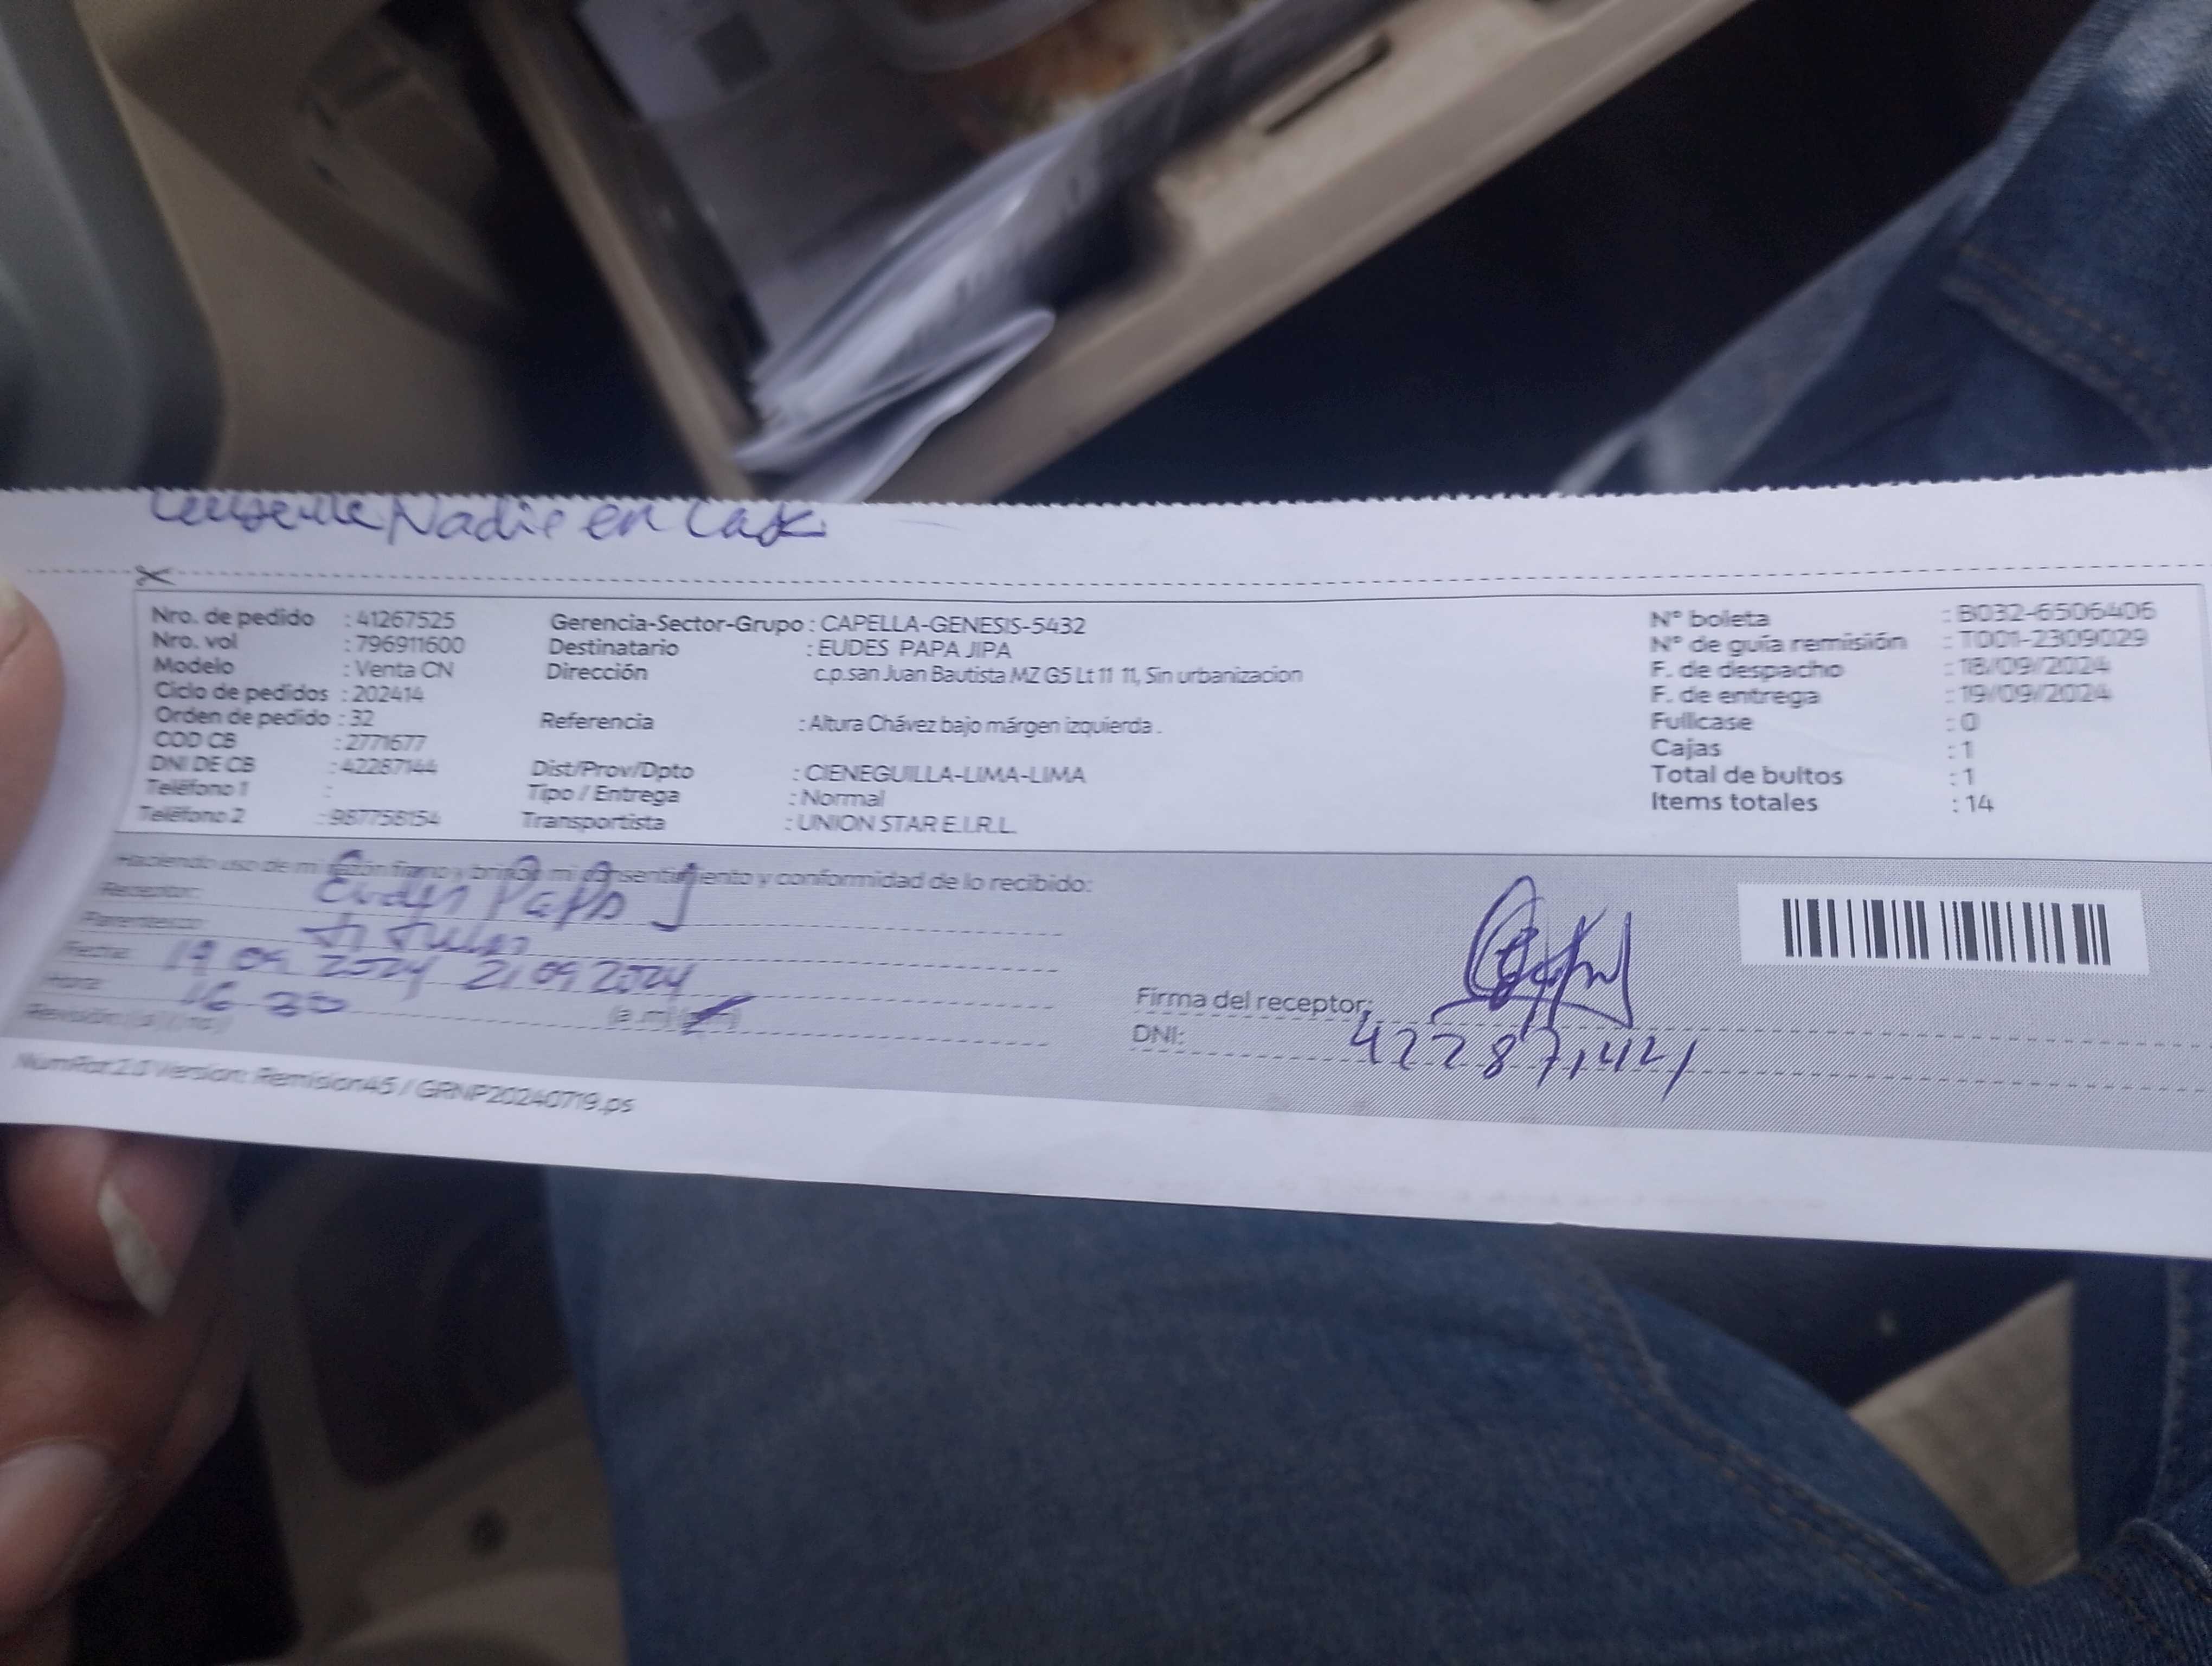 Nadie en Casa
Nro. de pedido : 41267525
Nro. vol : 796911600
Modelo : Venta CN
Ciclo de pedidos : 202414
Orden de pedido : 32
COD CB : 2771677
DNI DE CB : 42287144
Teléfono 1 :
Teléfono 2 : 987758154
Gerencia-Sector-Grupo : CAPELLA-GENESIS-5432
Destinatario : EUDES PAPA JIPA
Dirección c.p.san Juan Bautista MZ G5 Lt 11 11, Sin urbanizacion
Referencia : Altura Chávez bajo márgen izquierda .
Dist/Prov/Dpto : CIENEGUILLA-LIMA-LIMA
Tipo / Entrega : Normal
Transportista : UNION STAR E.I.R.L.
N° boleta : B032-6506406
N° de guía remisión : T001-2309029
F. de despacho : 18/09/2024
F. de entrega : 19/09/2024
Fullcase : 0
Cajas : 1
Total de bultos : 1
Items totales : 14
Haciendo uso de mi razón firmo y brindo mi consentimiento y conformidad de lo recibido:
Receptor: Eudes Papa J
Parentesco: titular
Fecha: 19 09 2024 21 09 2024
Hora: 16 30 (a.m)
Firma del receptor:
DNI:
NumRot 2.0 Version: Remision45 / GRNP20240719.ps